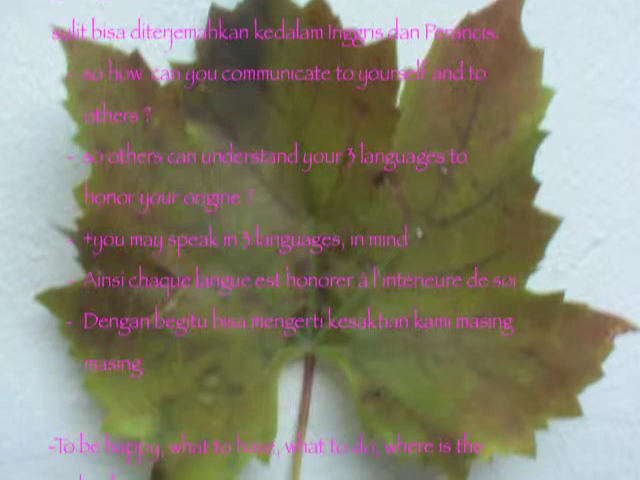 sulit bisa diterjemahkan kedalam Inggris dan Perancis.
- so how can you communicate to yourself and to
others ?
- so others can understand your 3 languages to
honor your origine ?
- +you may speak in 3 languages, in mind
- Ainsi chaque langue est honorer à l'intérieure de soi
- Dengan begitu bisa mengerti kesaktian kami masing
masing
-To be happy, what to have, what to do, where is the